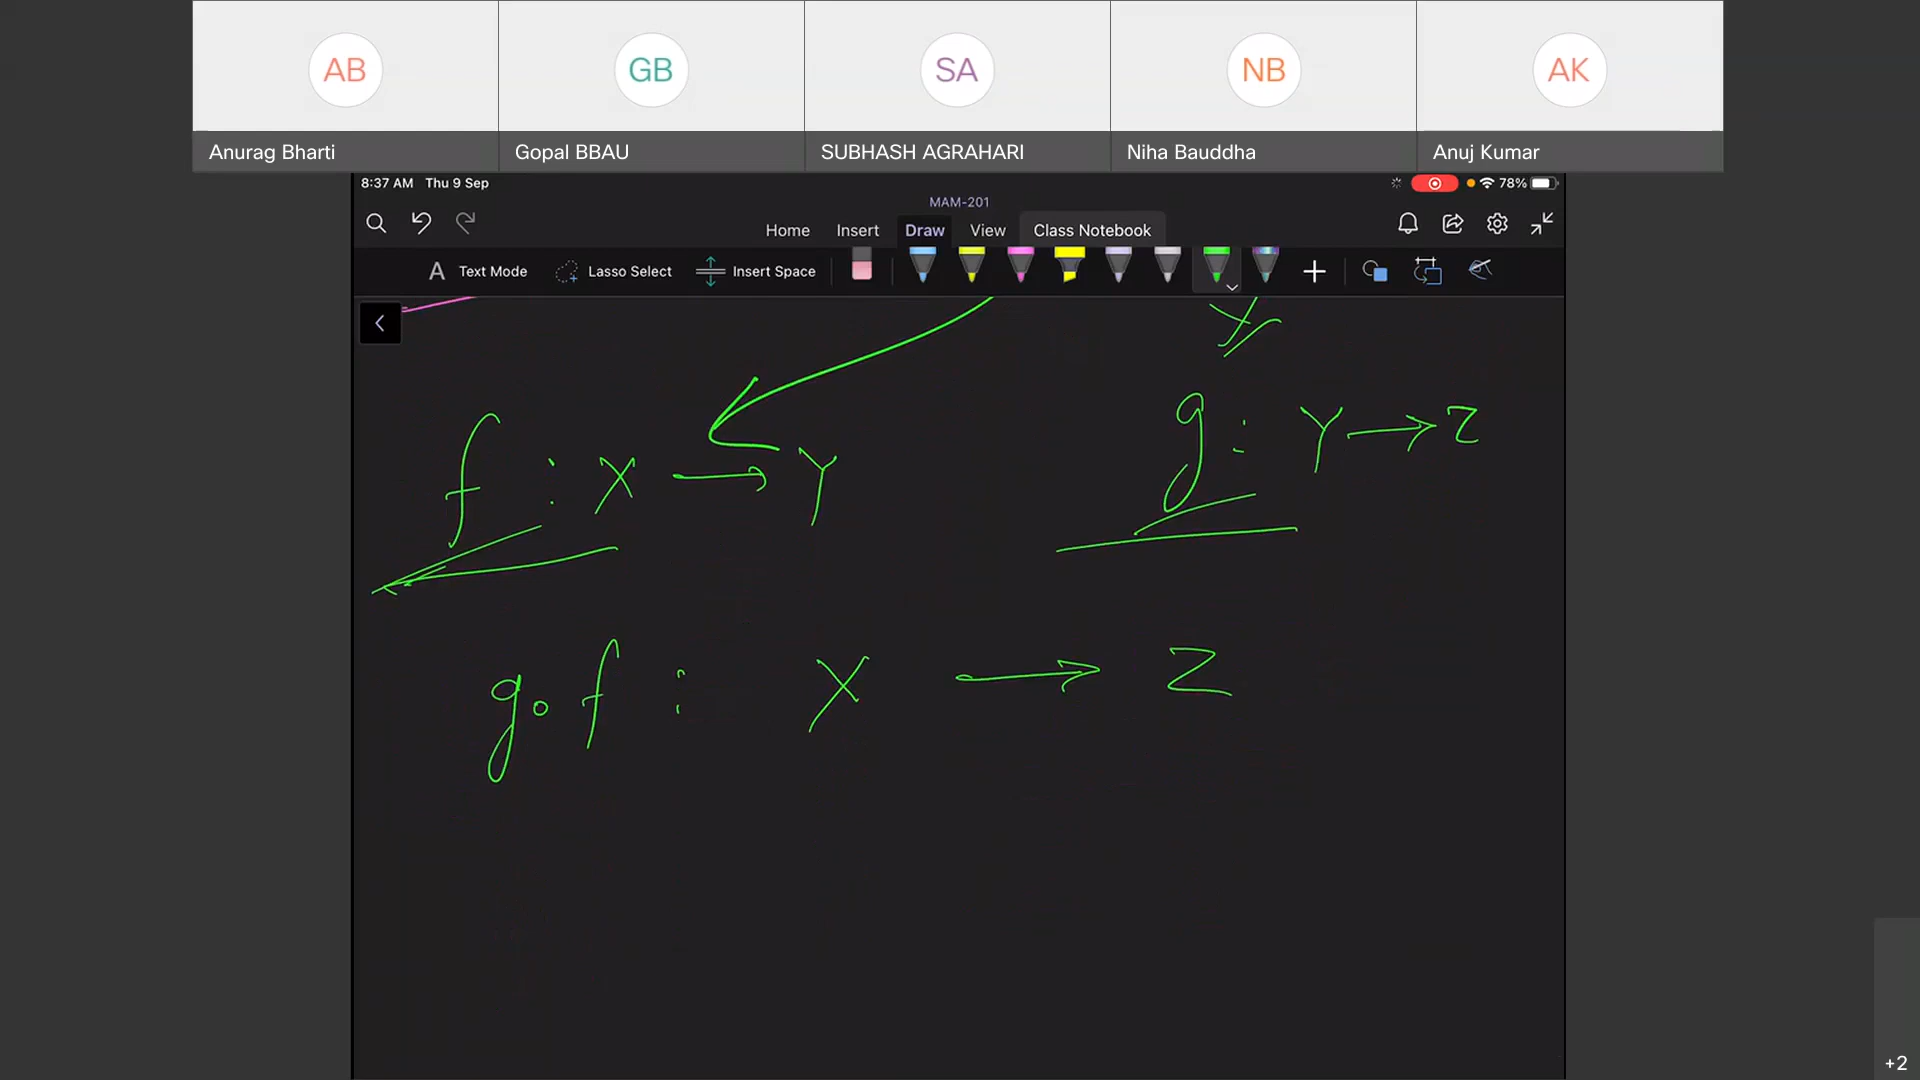 AB GB SA NB AK
Anurag Bharti Gopal BBAU SUBHASH AGRAHARI Niha Bauddha Anuj Kumar
8:37 AM Thu 9 Sep 78%
MAM-201
Home Insert Draw View Class Notebook
A Text Mode Lasso Select Insert Space
f : X → Y g : Y → Z
g∘f : X → Z
+2